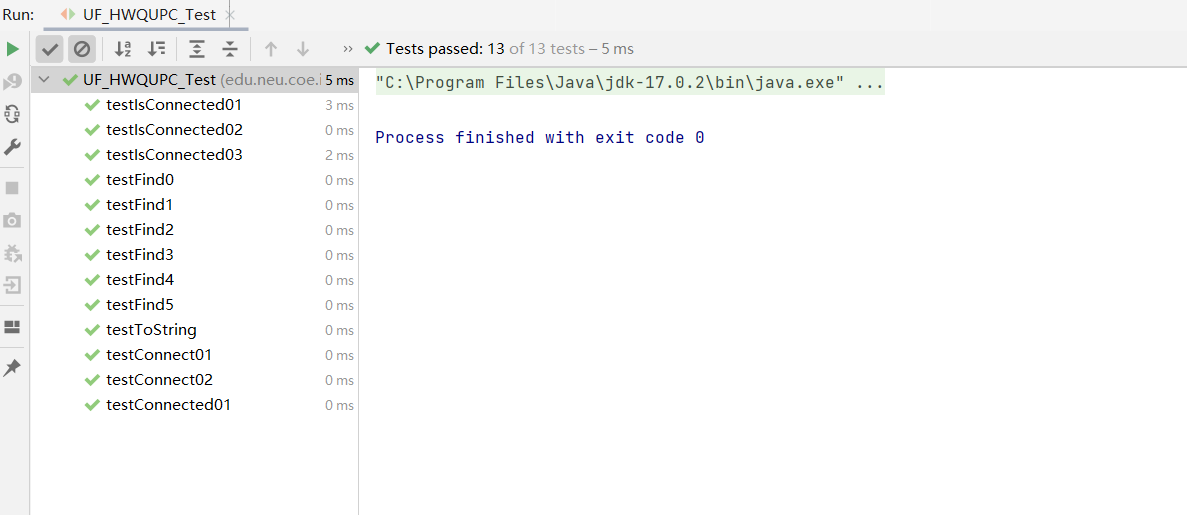 Run: UF_HWQUPC_Test
Tests passed: 13 of 13 tests – 5 ms
UF_HWQUPC_Test (edu.neu.coe.i 5 ms
"C:\Program Files\Java\jdk-17.0.2\bin\java.exe" ...
testIsConnected01 3 ms
testIsConnected02 0 ms
Process finished with exit code 0
testIsConnected03 2 ms
testFind0 0 ms
testFind1 0 ms
testFind2 0 ms
testFind3 0 ms
testFind4 0 ms
testFind5 0 ms
testToString 0 ms
testConnect01 0 ms
testConnect02 0 ms
testConnected01 0 ms